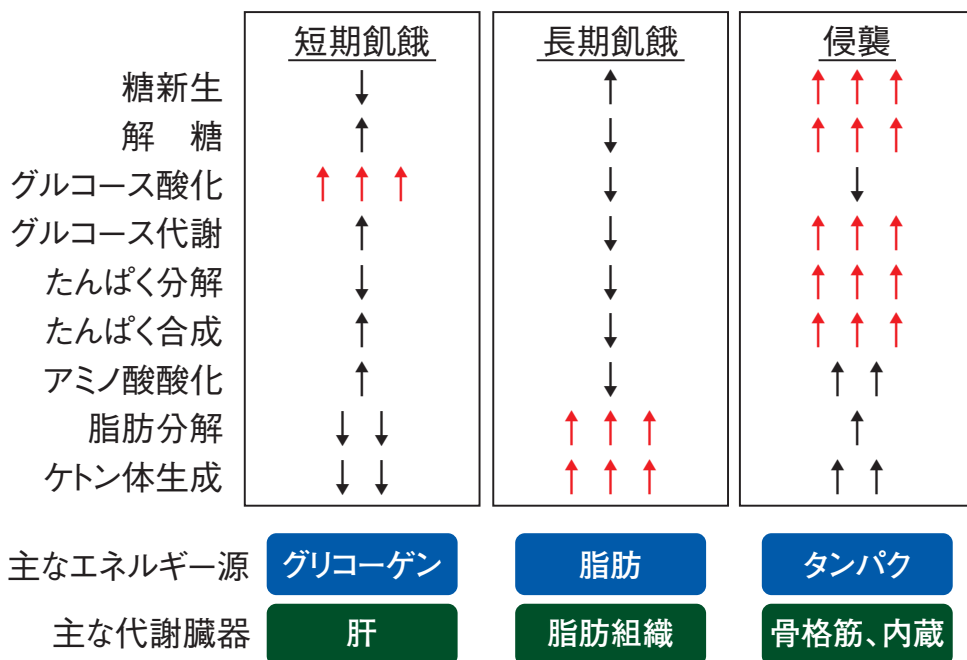 短期飢餓 長期飢餓 侵襲
糖新生 ↓ ↑ ↑ ↑ ↑
解 糖 ↑ ↓ ↑ ↑ ↑
グルコース酸化 ↑ ↑ ↑ ↓ ↓
グルコース代謝 ↑ ↓ ↑ ↑ ↑
たんぱく分解 ↓ ↓ ↑ ↑ ↑
たんぱく合成 ↑ ↓ ↑ ↑ ↑
アミノ酸酸化 ↑ ↓ ↑ ↑
脂肪分解 ↓ ↓ ↑ ↑ ↑ ↑
ケトン体生成 ↓ ↓ ↑ ↑ ↑ ↑ ↑
主なエネルギー源 グリコーゲン 脂肪 タンパク
主な代謝臓器 肝 脂肪組織 骨格筋、内蔵